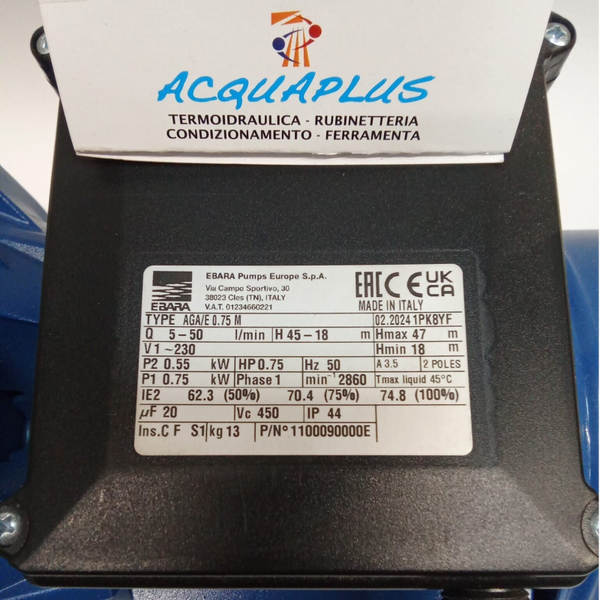 ACQUAPLUS
TERMOIDRAULICA - RUBINETTERIA
CONDIZIONAMENTO - FERRAMENTA
EBARA
EBARA Pumps Europe S.p.A.
Via Campo Sportivo, 30
38023 Cles (TN), ITALY
V.A.T. 01234660221
EAC CE UK CA
MADE IN ITALY
TYPE AGA/E 0.75 M 02.2024 1PK8YF
Q 5-50 l/min H 45-18 m Hmax 47 m
V 1~230 Hmin 18 m
P2 0.55 kW HP 0.75 Hz 50 A 3.5 2 POLES
P1 0.75 kW Phase 1 min⁻¹ 2860 Tmax liquid 45°C
IE2 62.3 (50%) 70.4 (75%) 74.8 (100%)
µF 20 Vc 450 IP 44
Ins.C F S1 kg 13 P/N° 1100090000E